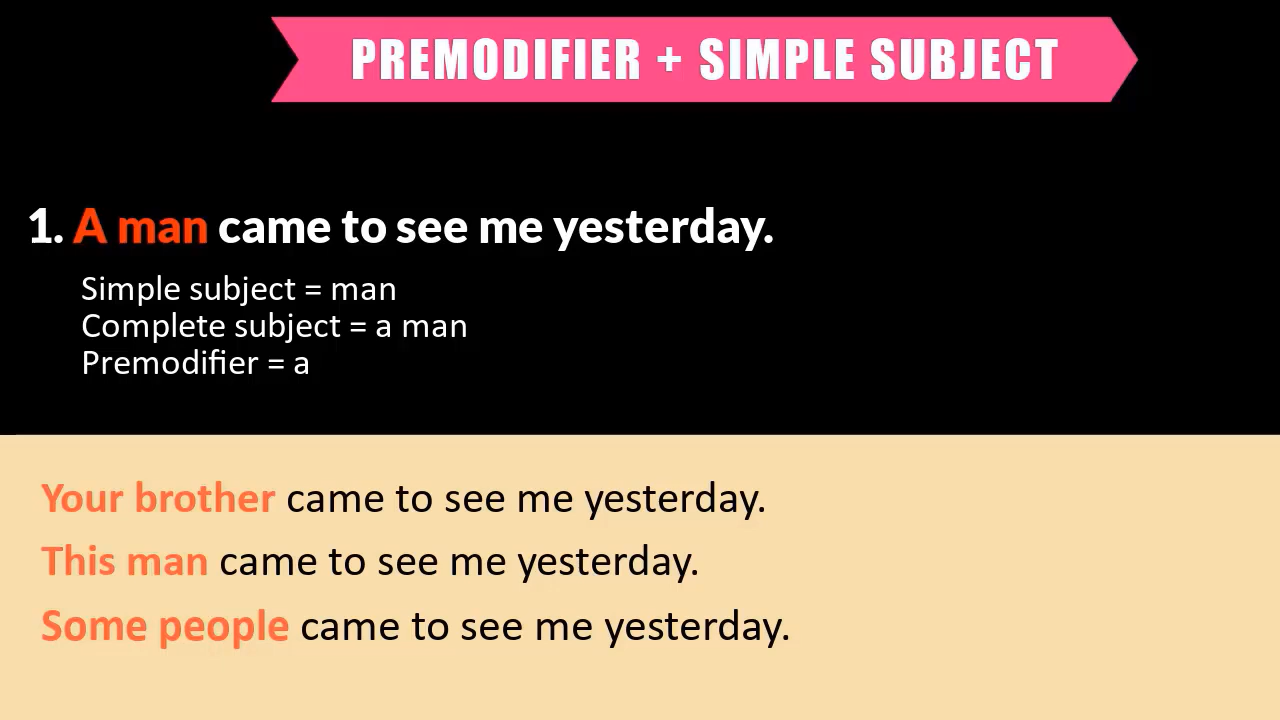 PREMODIFIER + SIMPLE SUBJECT
1. A man came to see me yesterday.
Simple subject = man
Complete subject = a man
Premodifier = a
Your brother came to see me yesterday.
This man came to see me yesterday.
Some people came to see me yesterday.